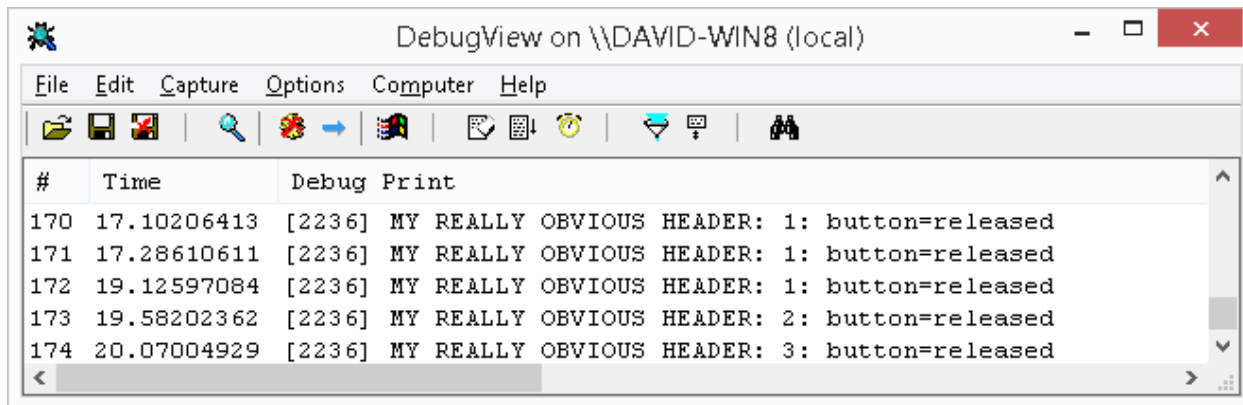 DebugView on \\DAVID-WIN8 (local)
File Edit Capture Options Computer Help
# Time Debug Print
170 17.10206413 [2236] MY REALLY OBVIOUS HEADER: 1: button=released
171 17.28610611 [2236] MY REALLY OBVIOUS HEADER: 1: button=released
172 19.12597084 [2236] MY REALLY OBVIOUS HEADER: 1: button=released
173 19.58202362 [2236] MY REALLY OBVIOUS HEADER: 2: button=released
174 20.07004929 [2236] MY REALLY OBVIOUS HEADER: 3: button=released